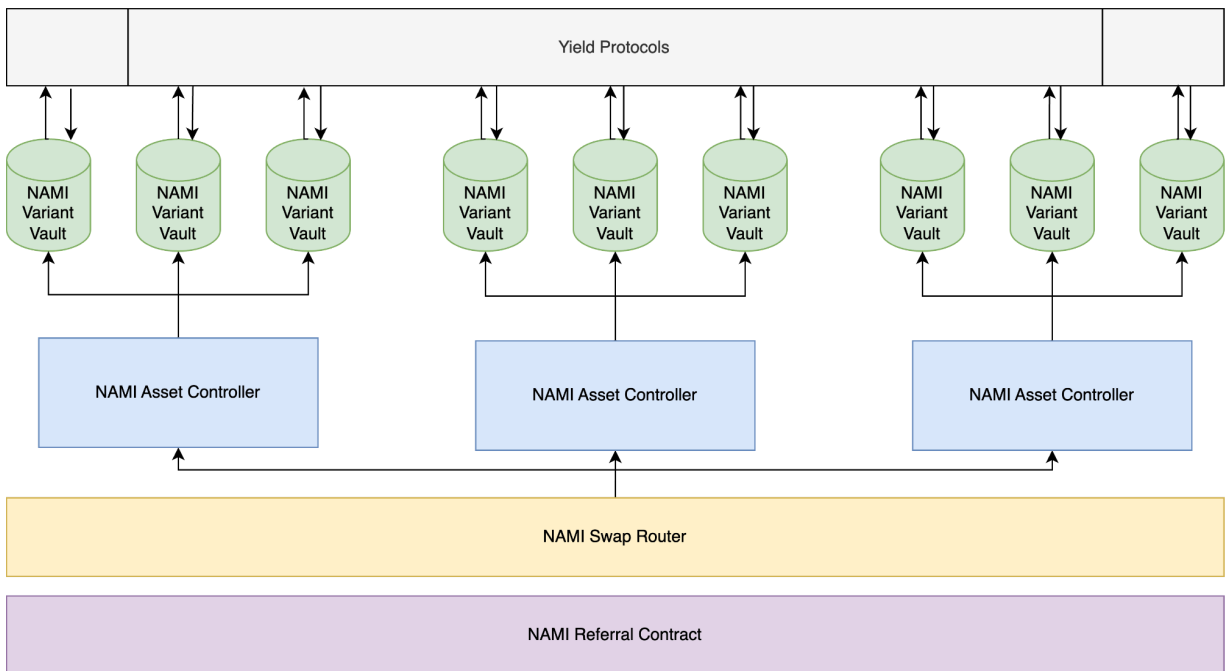 Yield Protocols
NAMI
Variant
Vault
NAMI
Variant
Vault
NAMI
Variant
Vault
NAMI
Variant
Vault
NAMI
Variant
Vault
NAMI
Variant
Vault
NAMI
Variant
Vault
NAMI
Variant
Vault
NAMI
Variant
Vault
NAMI Asset Controller
NAMI Asset Controller
NAMI Asset Controller
NAMI Swap Router
NAMI Referral Contract